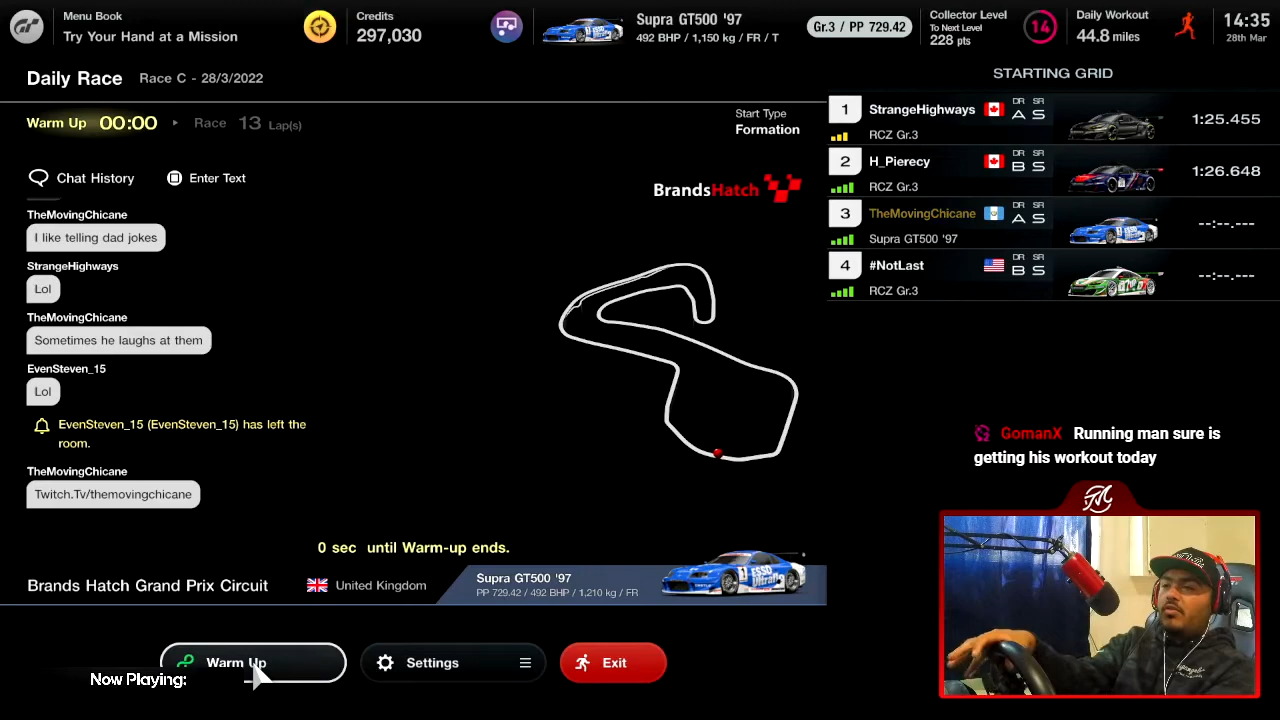 Menu Book
Try Your Hand at a Mission
Credits
297,030
Supra GT500 '97
492 BHP / 1,150 kg / FR / T
Gr.3 / PP 729.42
Collector Level
To Next Level
228 pts
14
Daily Workout
44.8 miles
14:35
28th Mar
Daily Race
Race C - 28/3/2022
STARTING GRID
Warm Up 00:00 Race 13 Lap(s)
Start Type
Formation
Chat History
Enter Text
BrandsHatch
TheMovingChicane
I like telling dad jokes
StrangeHighways
Lol
TheMovingChicane
Sometimes he laughs at them
EvenSteven_15
Lol
EvenSteven_15 (EvenSteven_15) has left the
room.
TheMovingChicane
Twitch.Tv/themovingchicane
1 StrangeHighways DR A SR S 1:25.455
RCZ Gr.3
2 H_Pierecy DR B SR S 1:26.648
RCZ Gr.3
3 TheMovingChicane DR A SR S --:--.---
Supra GT500 '97
4 #NotLast DR B SR S --:--.---
RCZ Gr.3
GomanX Running man sure is
getting his workout today
0 sec until Warm-up ends.
Brands Hatch Grand Prix Circuit
United Kingdom
Supra GT500 '97
PP 729.42 / 492 BHP / 1,210 kg / FR
ESSO
Ultraflo
Warm Up
Settings
Exit
Now Playing: